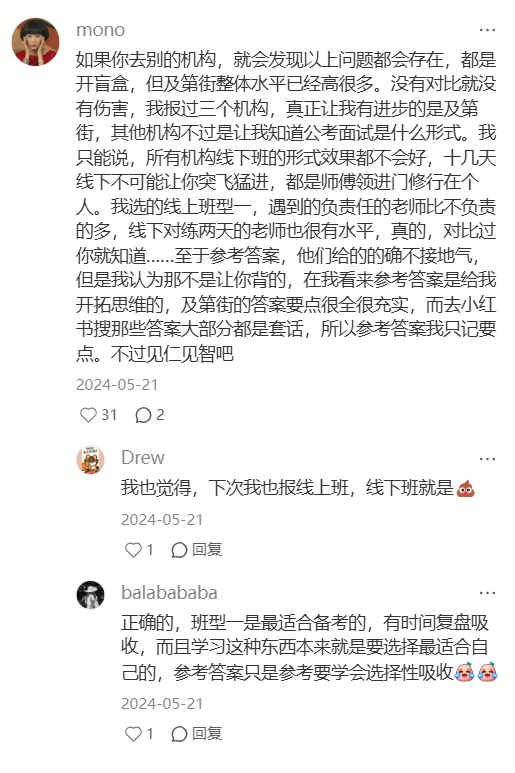 mono
如果你去别的机构，就会发现以上问题都会存在，都是
开盲盒，但及第街整体水平已经高很多。没有对比就没
有伤害，我报过三个机构，真正让我有进步的是及第
街，其他机构不过是让我知道公考面试是什么形式。我
只能说，所有机构线下班的形式效果都不会好，十几天
线下不可能让你突飞猛进，都是师傅领进门修行在个
人。我选的线上班型一，遇到的负责任的老师比不负责
的多，线下对练两天的老师也很有水平，真的，对比过
你就知道......至于参考答案，他们给的的确不接地气，
但是我认为那不是让你背的，在我看来参考答案是给我
开拓思维的，及第街的答案要点很全很充实，而去小红
书搜那些答案大部分都是套话，所以参考答案我只记要
点。不过见仁见智吧
2024-05-21
31 2
Drew
我也觉得，下次我也报线上班，线下班就是💩
2024-05-21
1 回复
balabababa
正确的，班型一是最适合备考的，有时间复盘吸
收，而且学习这种东西本来就是要选择最适合自
己的，参考答案只是参考要学会选择性吸收
2024-05-21
1 回复